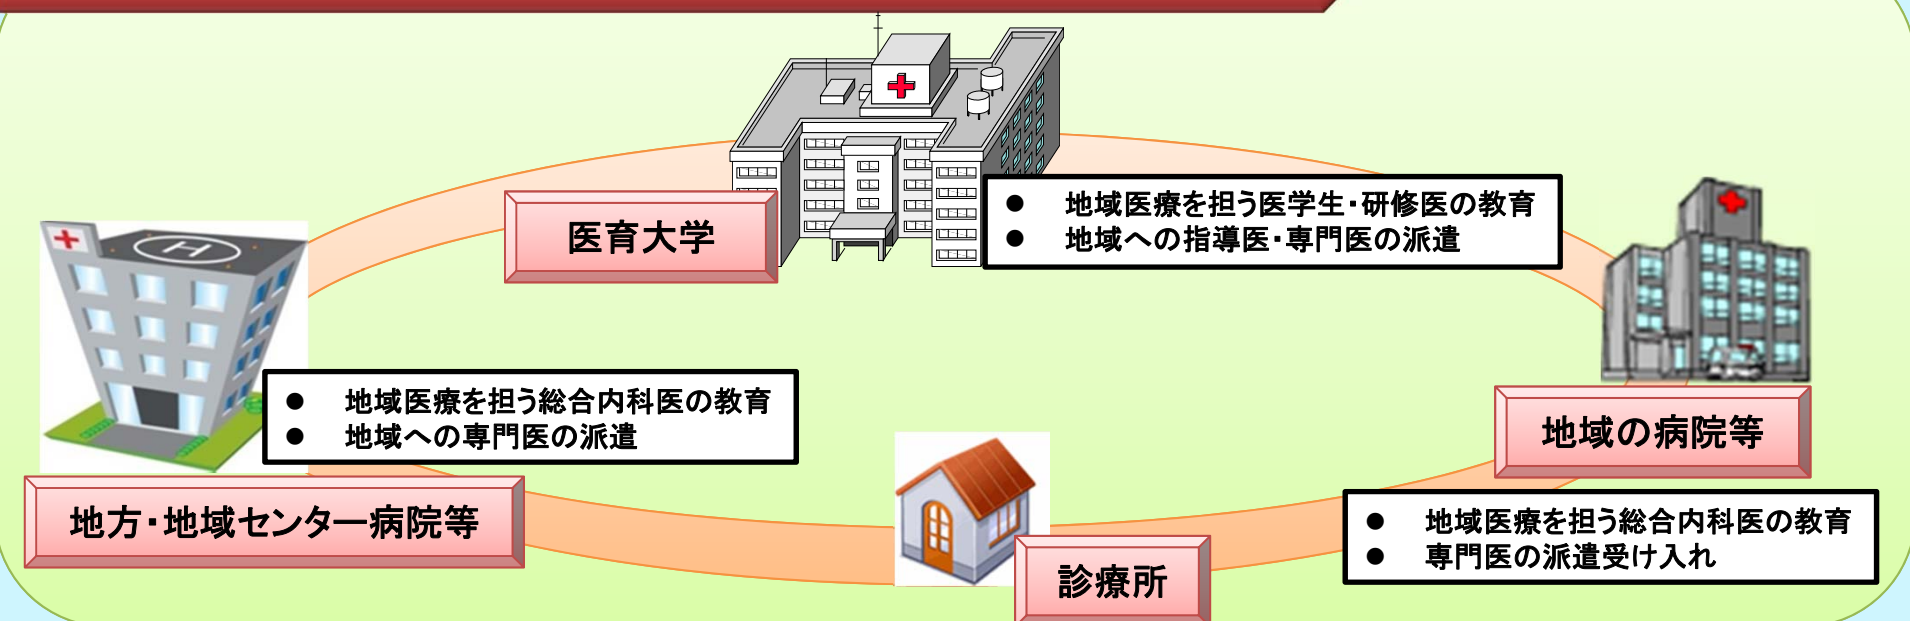 医育大学
● 地域医療を担う医学生・研修医の教育
● 地域への指導医・専門医の派遣
H
● 地域医療を担う総合内科医の教育
● 地域への専門医の派遣
地方・地域センター病院等
地域の病院等
● 地域医療を担う総合内科医の教育
● 専門医の派遣受け入れ
診療所